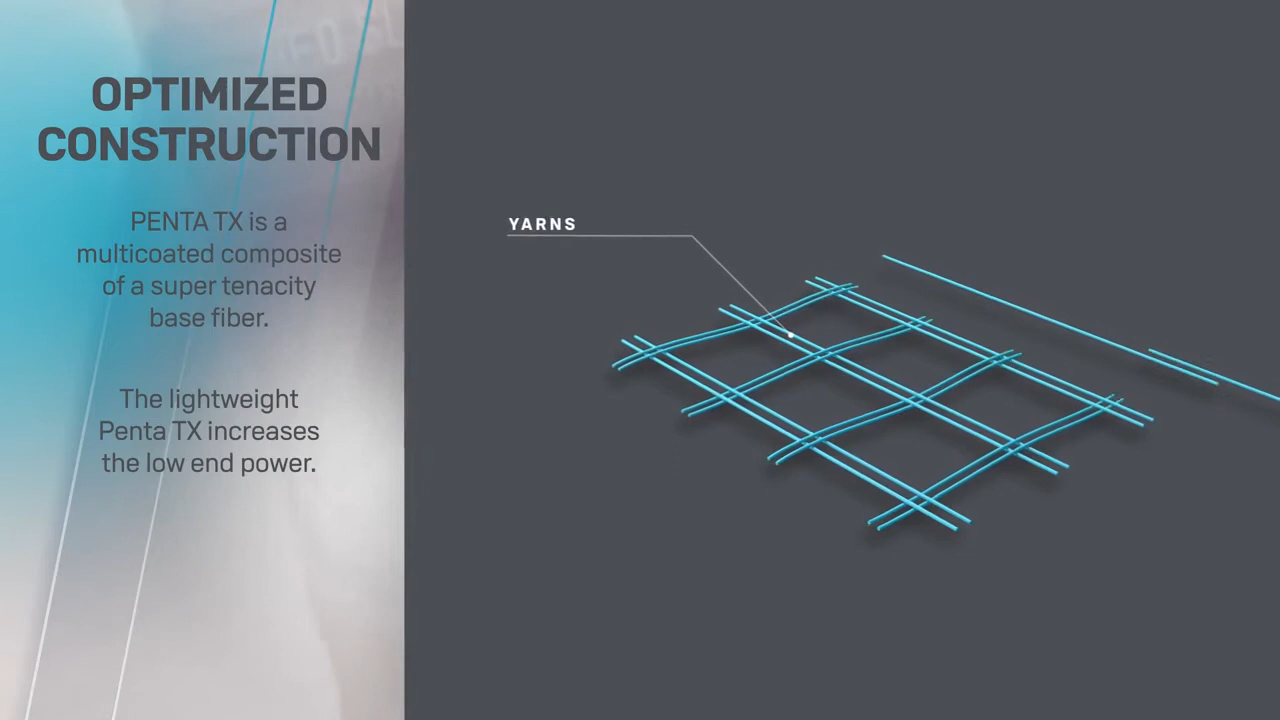 OPTIMIZED
CONSTRUCTION
PENTA TX is a
multicoated composite
of a super tenacity
base fiber.
The lightweight
Penta TX increases
the low end power.
YARNS